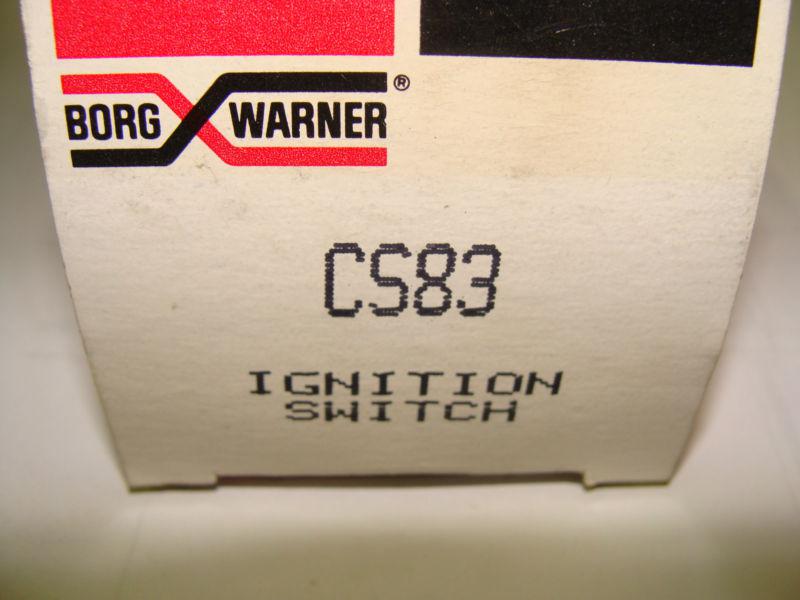 BORG WARNER ®
CS83
IGNITION
SWITCH